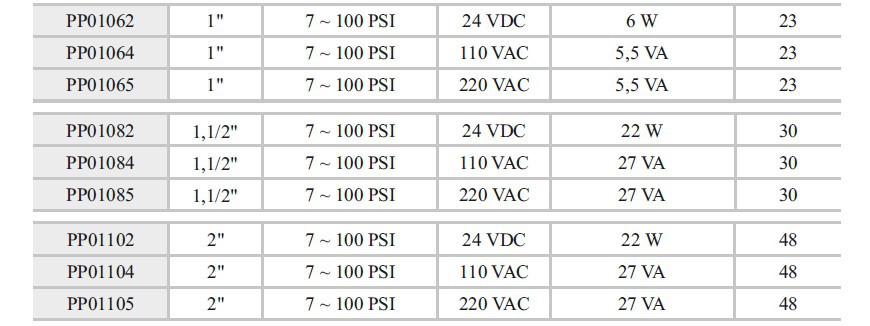 PP01062 1" 7 ~ 100 PSI 24 VDC 6 W 23
PP01064 1" 7 ~ 100 PSI 110 VAC 5,5 VA 23
PP01065 1" 7 ~ 100 PSI 220 VAC 5,5 VA 23
PP01082 1,1/2" 7 ~ 100 PSI 24 VDC 22 W 30
PP01084 1,1/2" 7 ~ 100 PSI 110 VAC 27 VA 30
PP01085 1,1/2" 7 ~ 100 PSI 220 VAC 27 VA 30
PP01102 2" 7 ~ 100 PSI 24 VDC 22 W 48
PP01104 2" 7 ~ 100 PSI 110 VAC 27 VA 48
PP01105 2" 7 ~ 100 PSI 220 VAC 27 VA 48